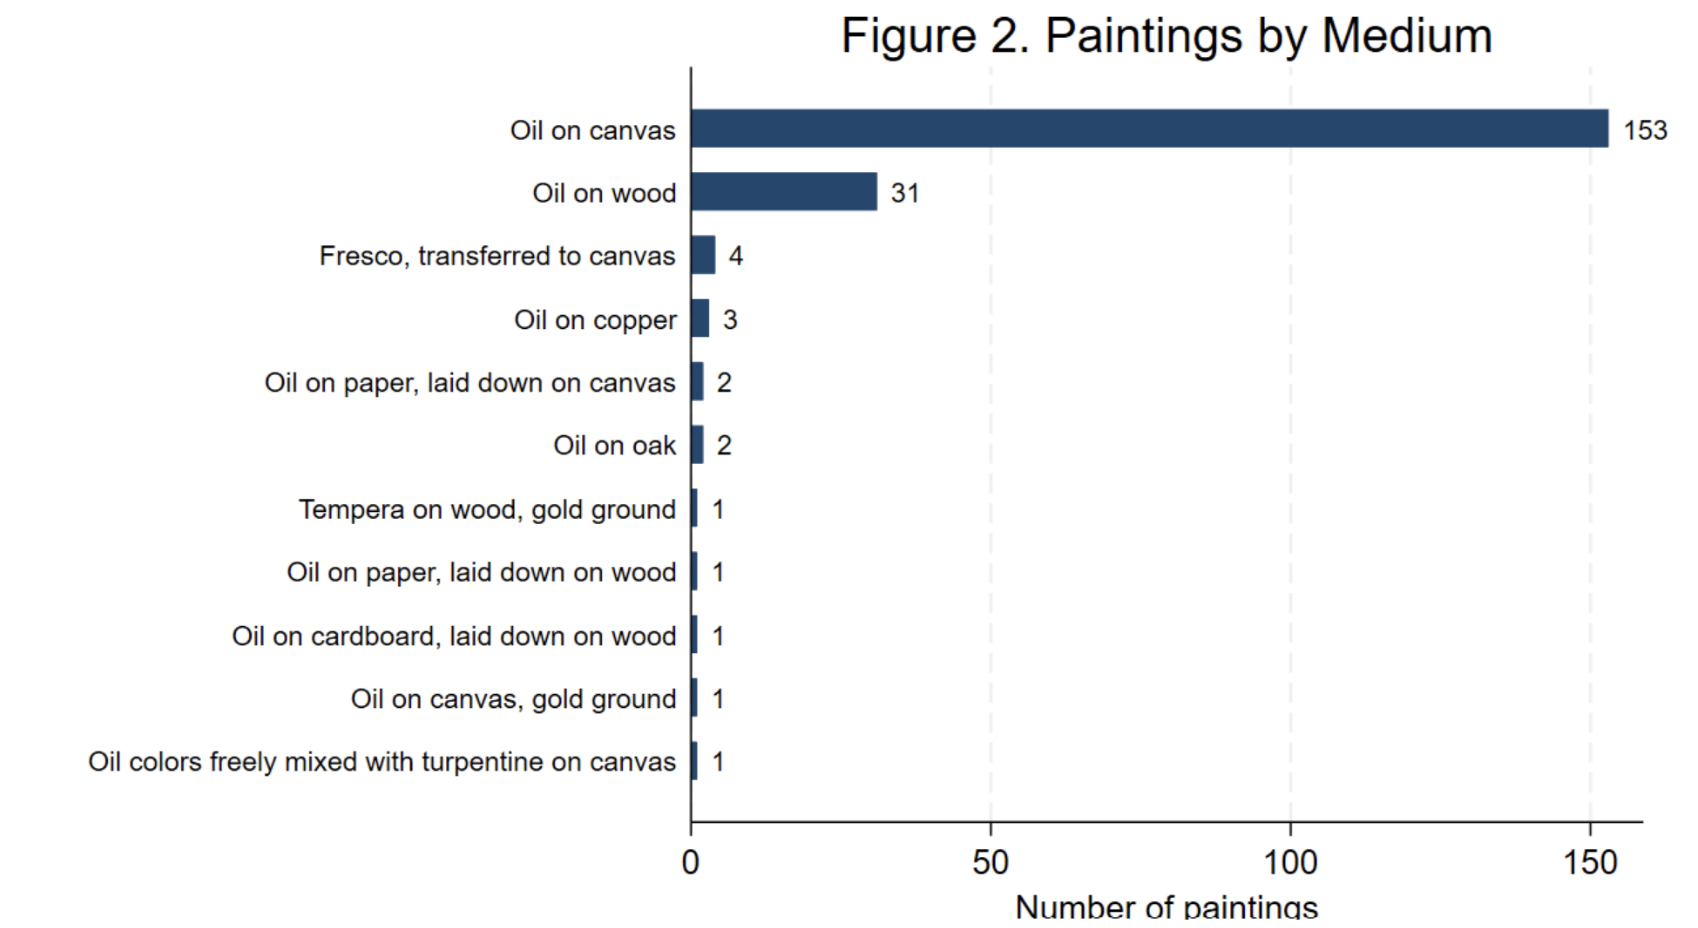 Figure 2. Paintings by Medium
Oil on canvas 153
Oil on wood 31
Fresco, transferred to canvas 4
Oil on copper 3
Oil on paper, laid down on canvas 2
Oil on oak 2
Tempera on wood, gold ground 1
Oil on paper, laid down on wood 1
Oil on cardboard, laid down on wood 1
Oil on canvas, gold ground 1
Oil colors freely mixed with turpentine on canvas 1
0 50 100 150
Number of paintings